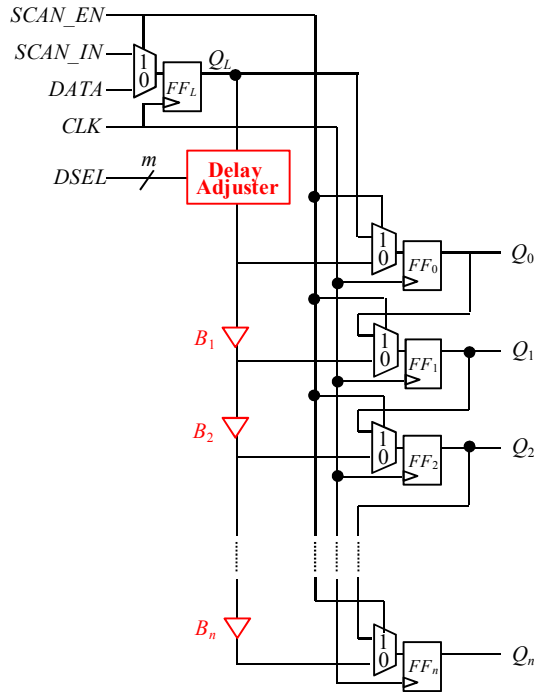 SCAN_EN
SCAN_IN
DATA
CLK
1
0
FF_L
Q_L
DSEL
m
Delay
Adjuster
1
0
FF_0
Q_0
B_1
1
0
FF_1
Q_1
B_2
1
0
FF_2
Q_2
B_n
1
0
FF_n
Q_n